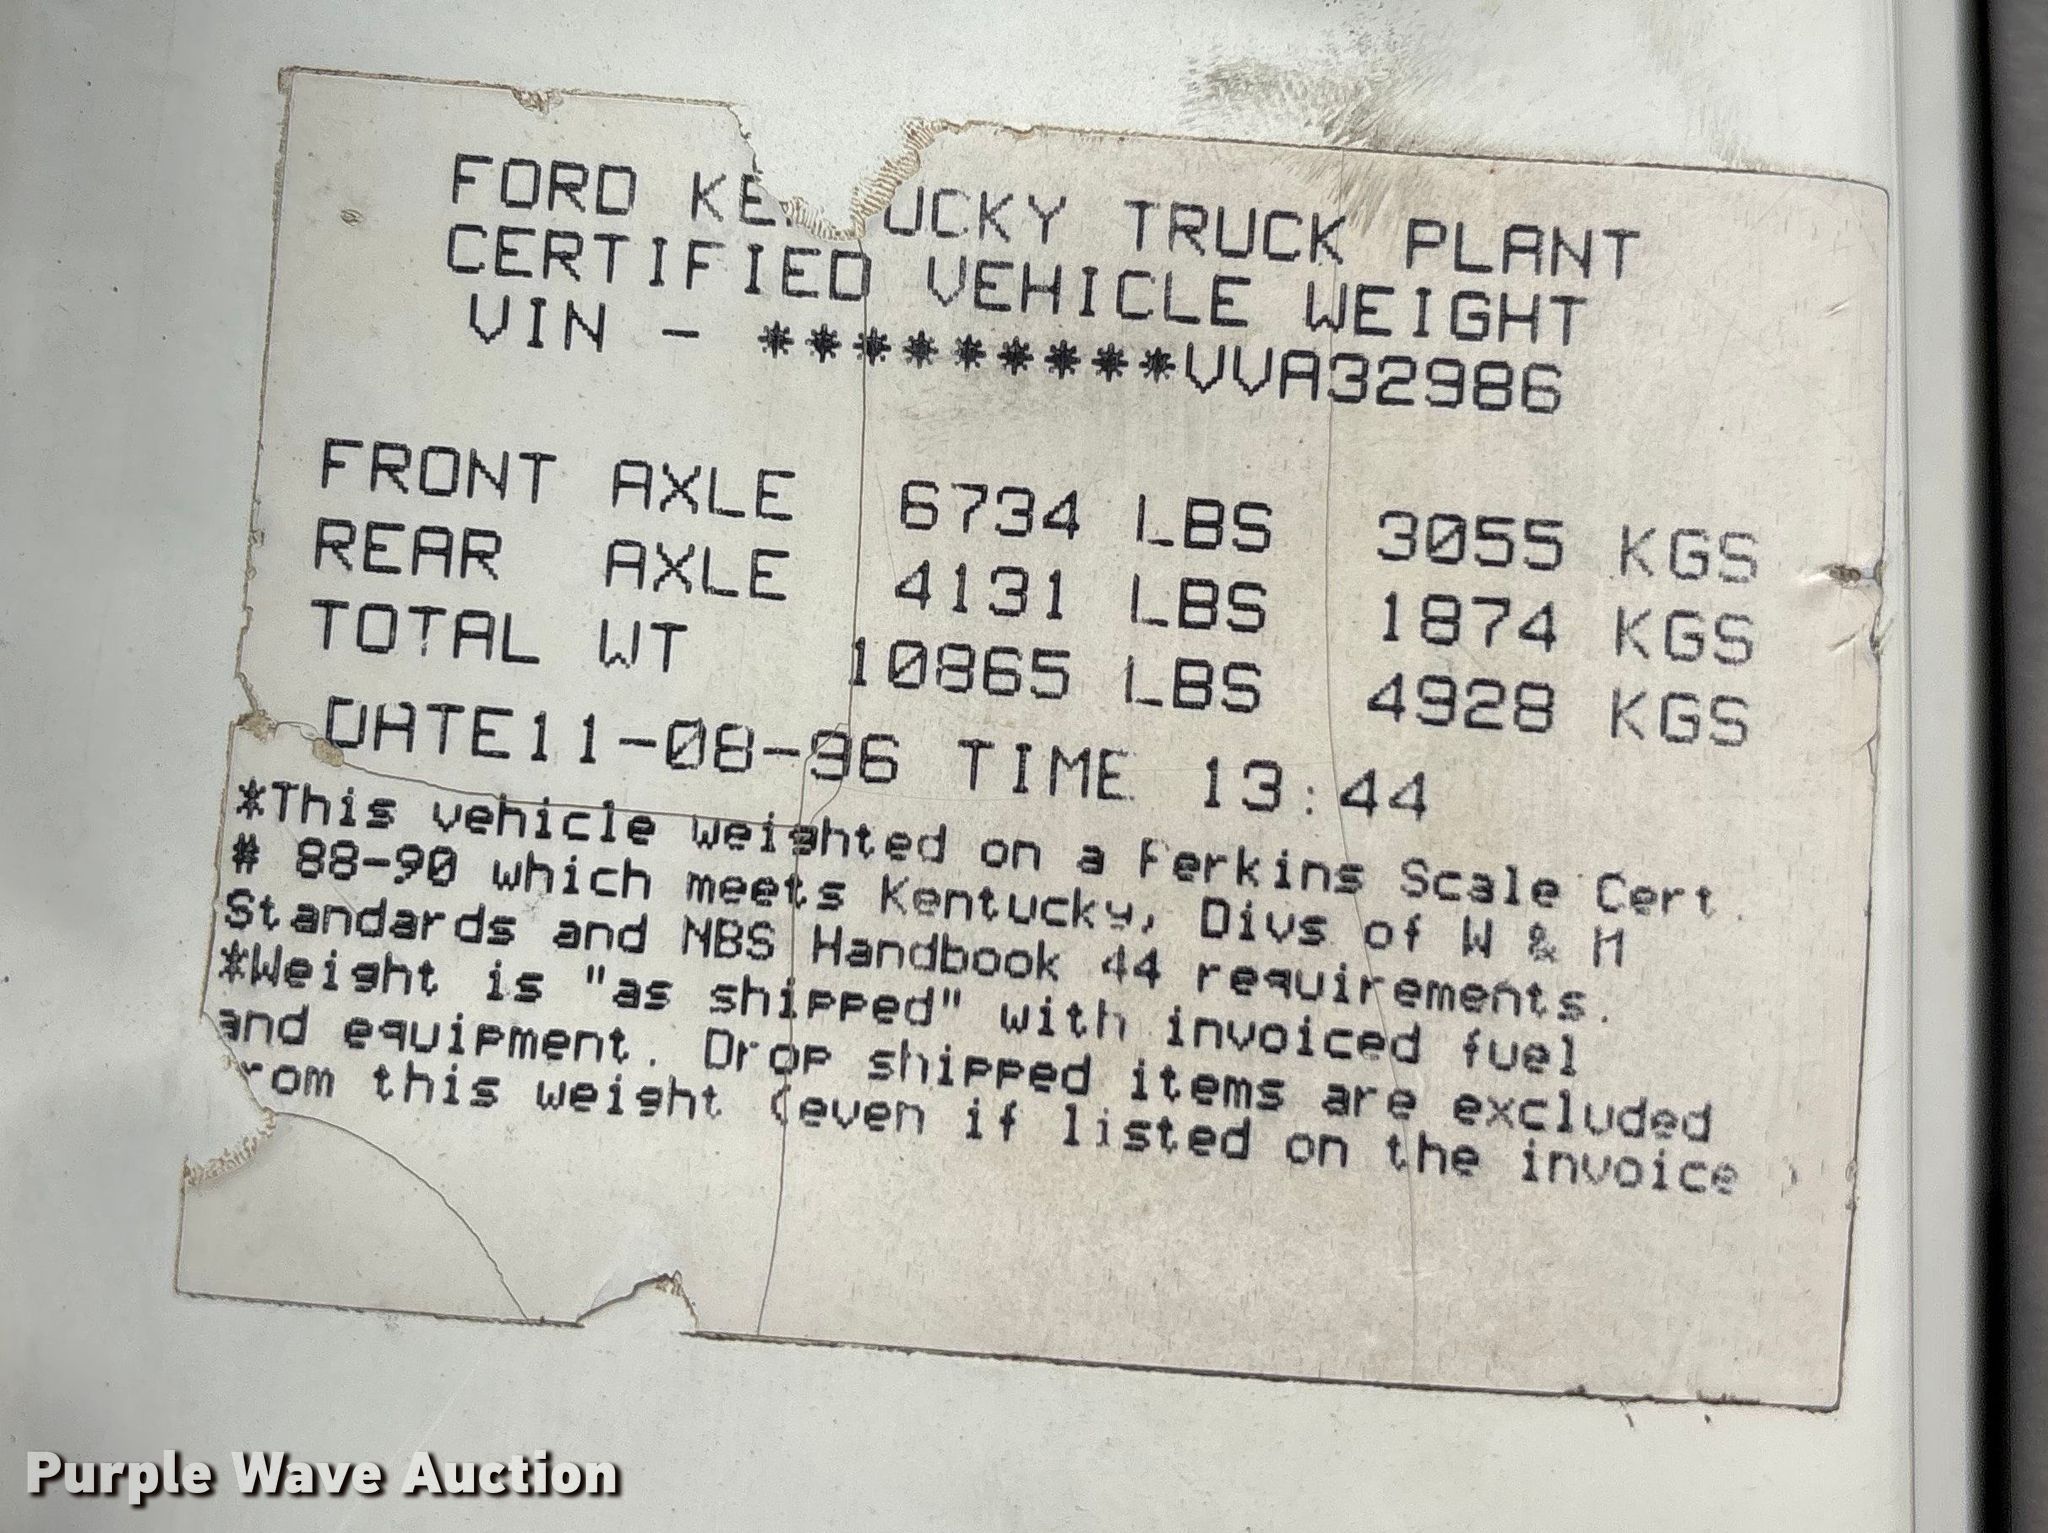 FORD KENTUCKY TRUCK PLANT
CERTIFIED VEHICLE WEIGHT
VIN - *********VVA32986
FRONT AXLE 6734 LBS 3055 KGS
REAR AXLE 4131 LBS 1874 KGS
TOTAL WT 10865 LBS 4928 KGS
DATE11-08-96 TIME 13:44
*This vehicle weighted on a Perkins Scale Cert.
# 88-90 which meets Kentucky, Divs of W & M
Standards and NBS Handbook 44 requirements.
*Weight is "as shipped" with invoiced fuel
and equipment. Drop shipped items are excluded
from this weight (even if listed on the invoice)
Purple Wave Auction